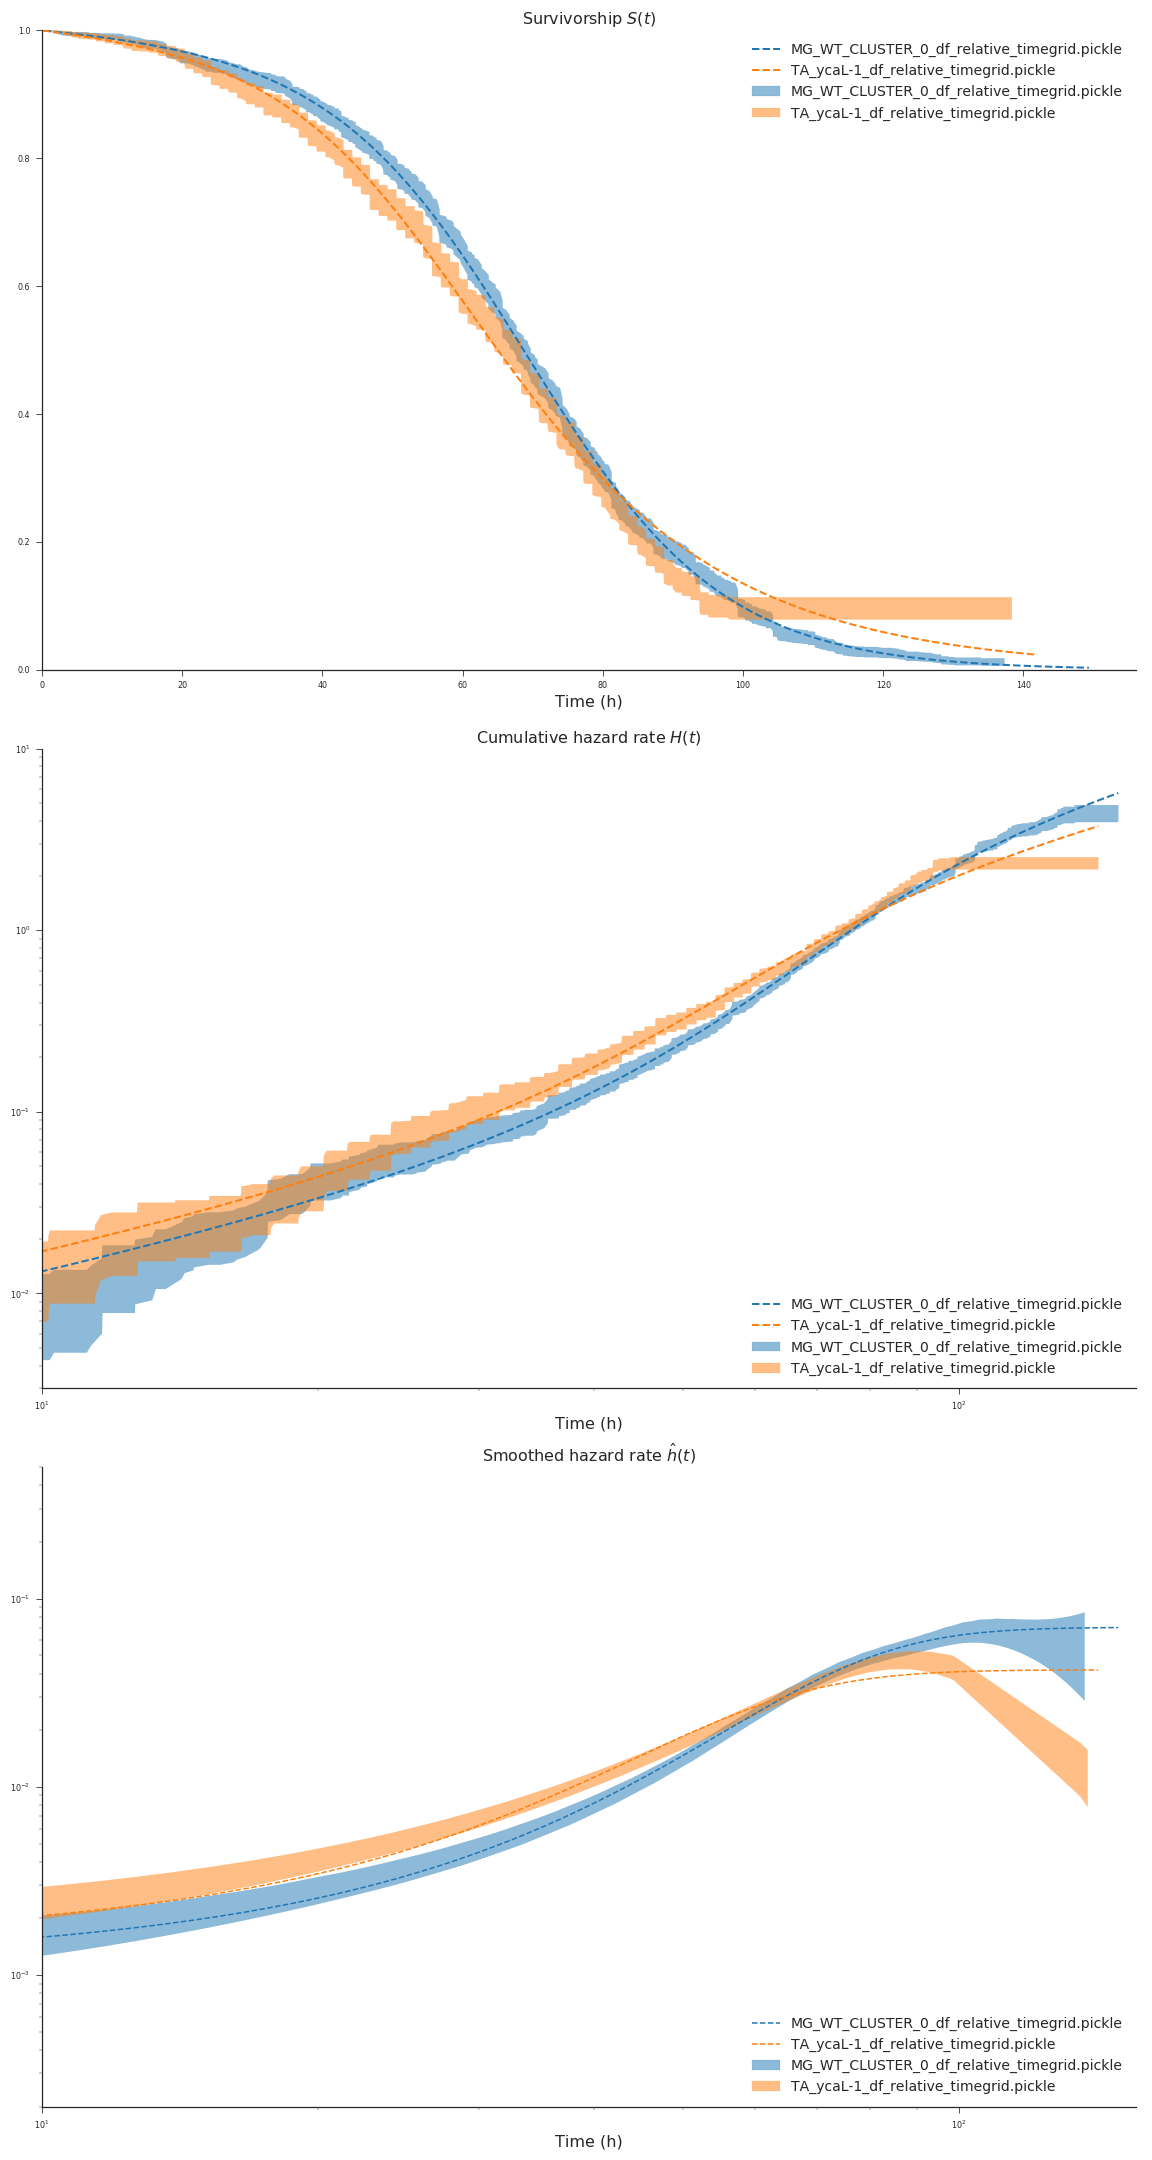 Survivorship S(t)
1.0
0.8
0.6
0.4
0.2
0.0
MG_WT_CLUSTER_0_df_relative_timegrid.pickle
TA_ycaL-1_df_relative_timegrid.pickle
MG_WT_CLUSTER_0_df_relative_timegrid.pickle
TA_ycaL-1_df_relative_timegrid.pickle
0 20 40 60 80 100 120 140
Time (h)
Cumulative hazard rate H(t)
10¹
10⁰
10⁻¹
10⁻²
MG_WT_CLUSTER_0_df_relative_timegrid.pickle
TA_ycaL-1_df_relative_timegrid.pickle
MG_WT_CLUSTER_0_df_relative_timegrid.pickle
TA_ycaL-1_df_relative_timegrid.pickle
10¹ 10²
Time (h)
Smoothed hazard rate ĥ(t)
10⁻¹
10⁻²
10⁻³
MG_WT_CLUSTER_0_df_relative_timegrid.pickle
TA_ycaL-1_df_relative_timegrid.pickle
MG_WT_CLUSTER_0_df_relative_timegrid.pickle
TA_ycaL-1_df_relative_timegrid.pickle
10¹ 10²
Time (h)